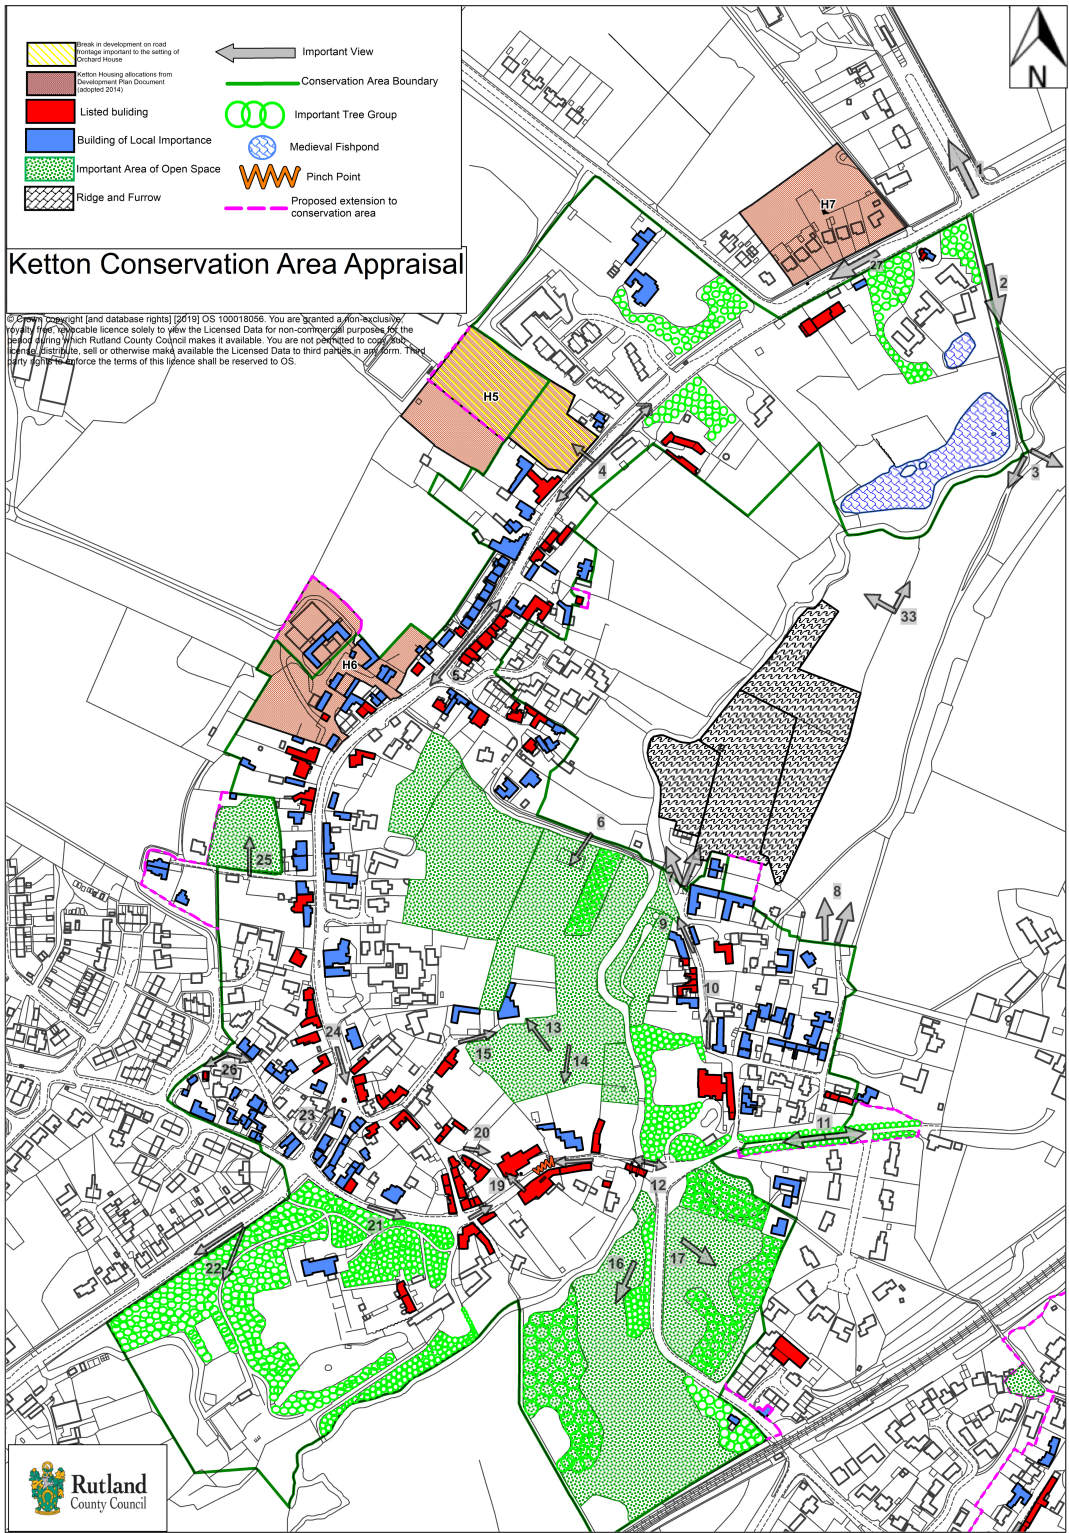 Break in development on road
frontage important to the setting of
Orchard House
Ketton Housing allocations from
Development Plan Document
(adopted 2014)
Listed buliding
Building of Local Importance
Important Area of Open Space
Ridge and Furrow
Important View
Conservation Area Boundary
Important Tree Group
Medieval Fishpond
Pinch Point
Proposed extension to
conservation area
N
Ketton Conservation Area Appraisal
© Crown copyright [and database rights] [2019] OS 100018056. You are granted a non-exclusive,
royalty free, revocable licence solely to view the Licensed Data for non-commercial purposes for the
period during which Rutland County Council makes it available. You are not permitted to copy, sub-
license, distribute, sell or otherwise make available the Licensed Data to third parties in any form. Third
party rights to enforce the terms of this licence shall be reserved to OS.
1
H7
27
2
H5
4
3
33
H6
5
6
25
8
9
10
24
13
15
14
26
23
11
20
19
12
21
22
16
17
Rutland
County Council